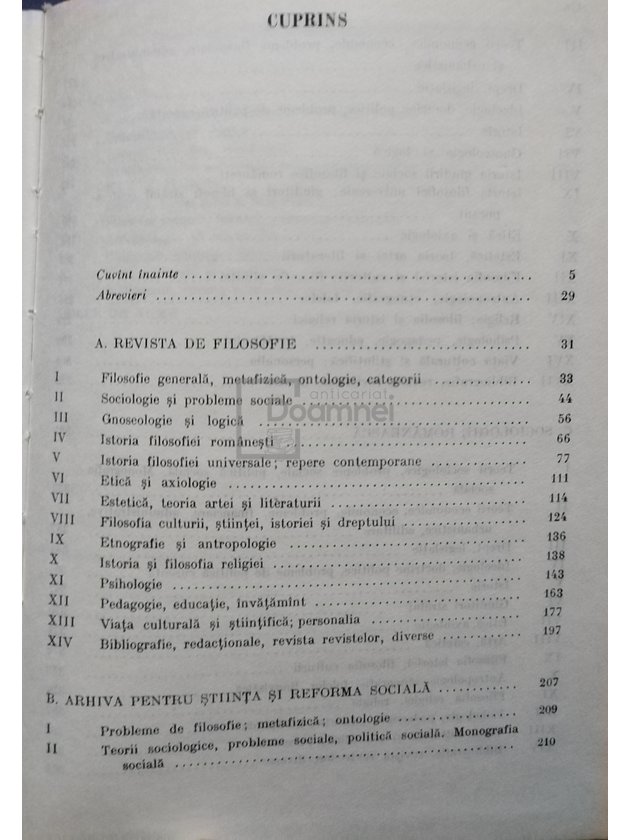 CUPRINS
Cuvînt înainte 5
Abrevieri 29
A. REVISTA DE FILOSOFIE 31
I Filosofie generală, metafizică, ontologie, categorii 33
II Sociologie și probleme sociale 44
III Gnoseologie și logică 56
IV Istoria filosofiei românești 66
V Istoria filosofiei universale; repere contemporane 77
VI Etică și axiologie 111
VII Estetică, teoria artei și literaturii 114
VIII Filosofia culturii, științei, istoriei și dreptului 124
IX Etnografie și antropologie 136
X Istoria și filosofia religiei 138
XI Psihologie 143
XII Pedagogie, educație, învățămînt 163
XIII Viața culturală și științifică; personalia 177
XIV Bibliografie, redacționale, revista revistelor, diverse 197
B. ARHIVA PENTRU ȘTIINȚA ȘI REFORMA SOCIALĂ 207
I Probleme de filosofie; metafizică; ontologie 209
II Teorii sociologice, probleme sociale, politică socială. Monografia
socială 210
anticariat
Doamnei